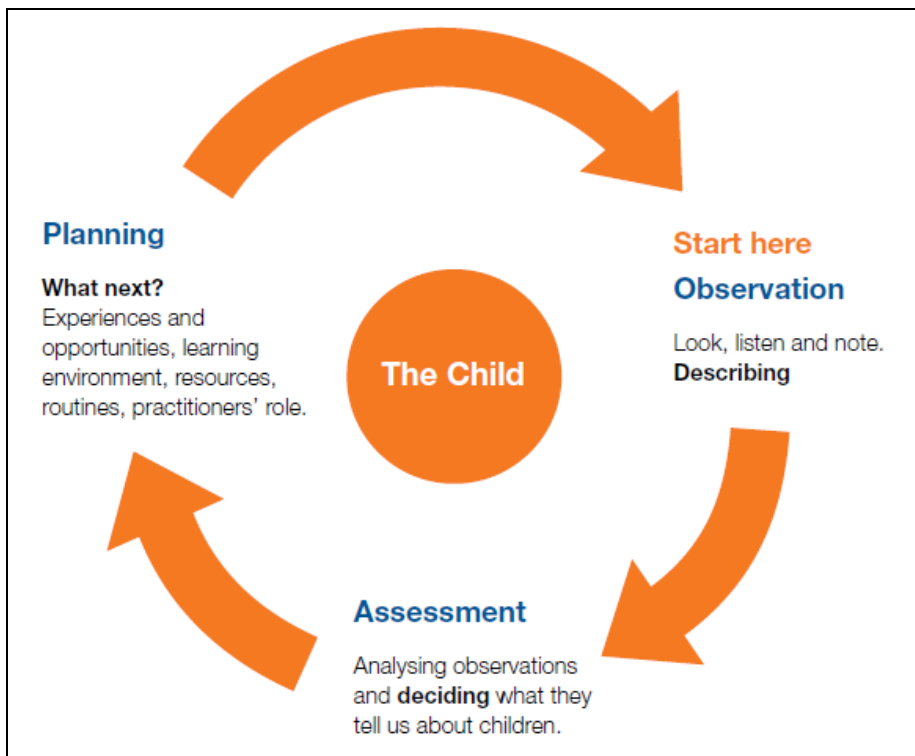 Planning
What next?
Experiences and
opportunities, learning
environment, resources,
routines, practitioners’ role.
The Child
Start here
Observation
Look, listen and note.
Describing
Assessment
Analysing observations
and deciding what they
tell us about children.